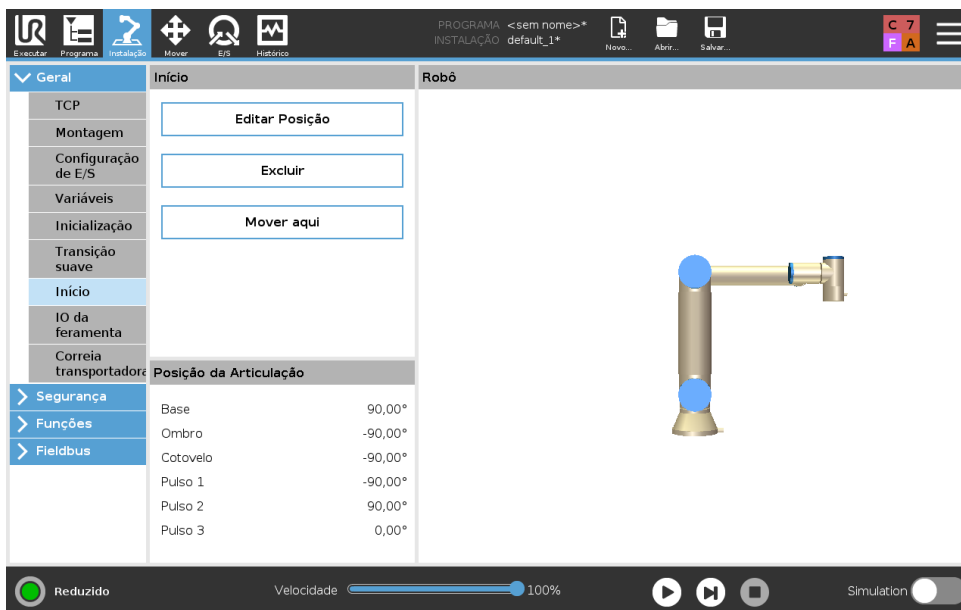 UR
PROGRAMA <sem nome>*
INSTALAÇÃO default_1*
C 7
F A
Executar Programa Instalação Mover E/S Histórico Novo... Abrir... Salvar...
Geral
TCP
Montagem
Configuração
de E/S
Variáveis
Inicialização
Transição
suave
Início
IO da
feramenta
Correia
transportadora
Segurança
Funções
Fieldbus
Início
Editar Posição
Excluir
Mover aqui
Posição da Articulação
Base 90,00°
Ombro -90,00°
Cotovelo -90,00°
Pulso 1 -90,00°
Pulso 2 90,00°
Pulso 3 0,00°
Robô
Reduzido
Velocidade 100%
Simulation